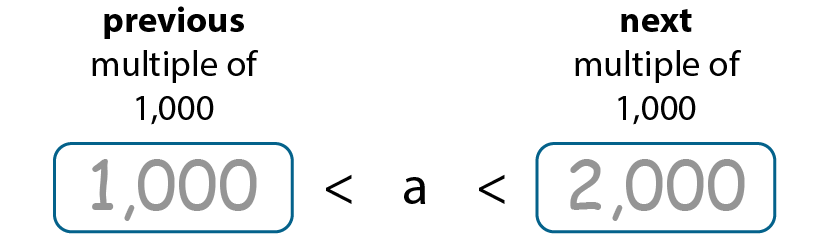 previous
multiple of
1,000
next
multiple of
1,000
1,000 < a < 2,000